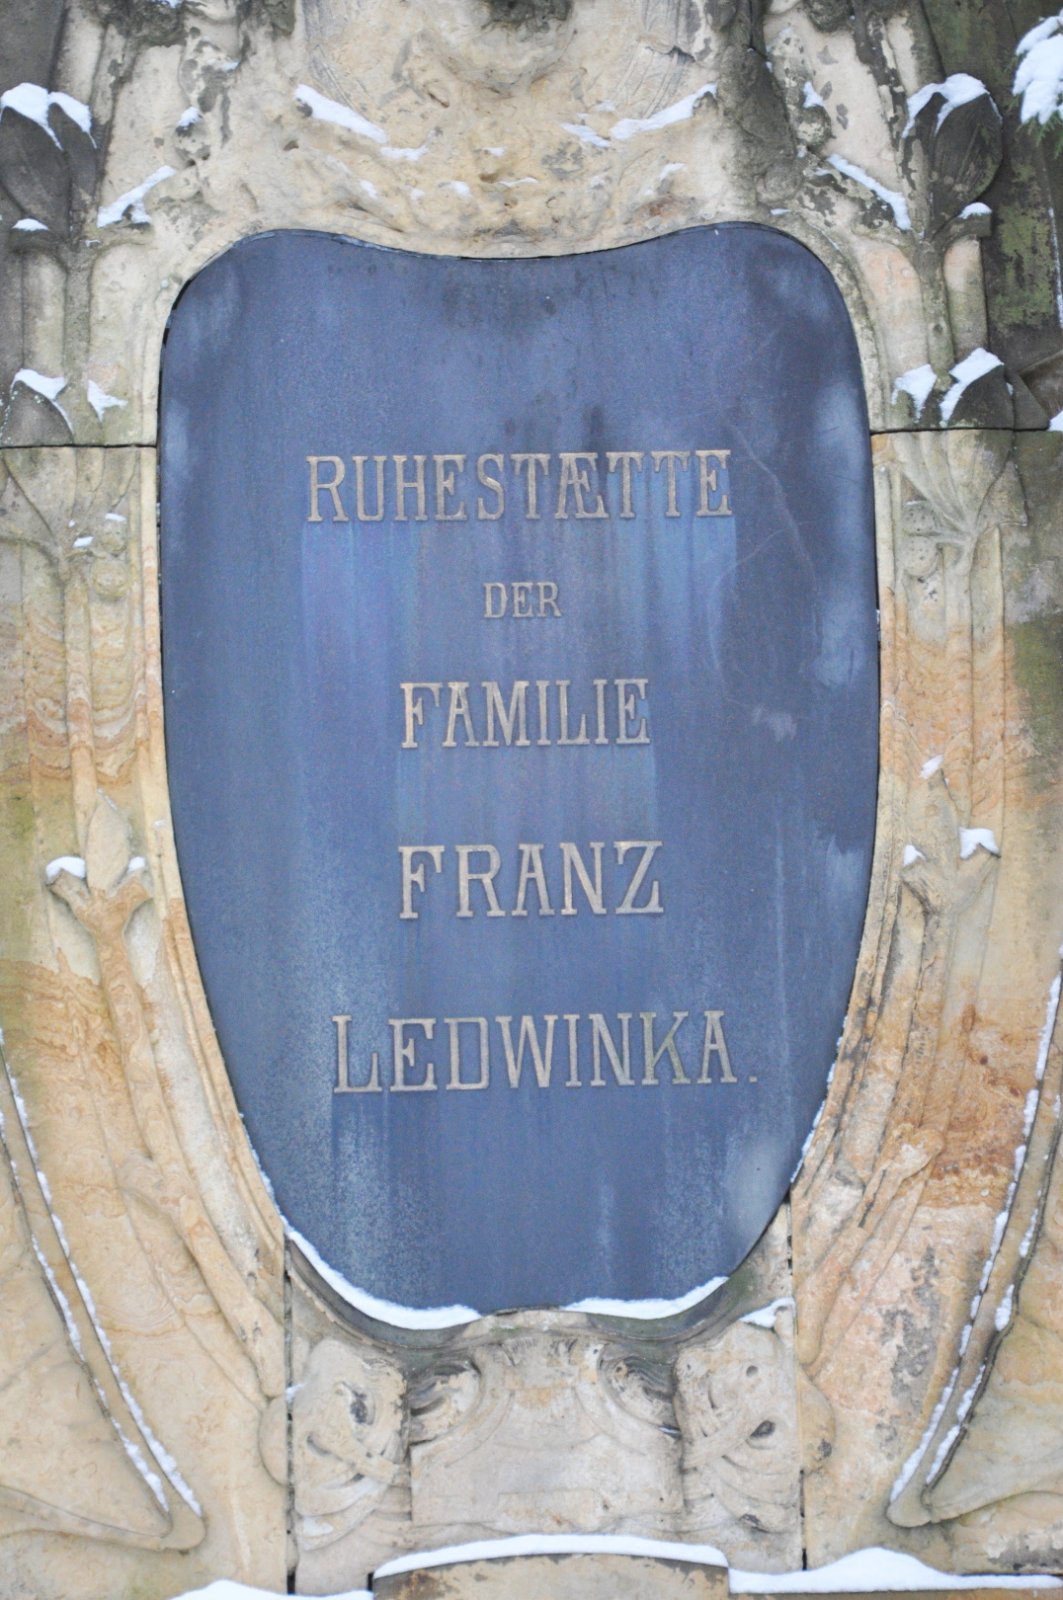 RUHESTÆTTE
DER
FAMILIE
FRANZ
LEDWINKA.